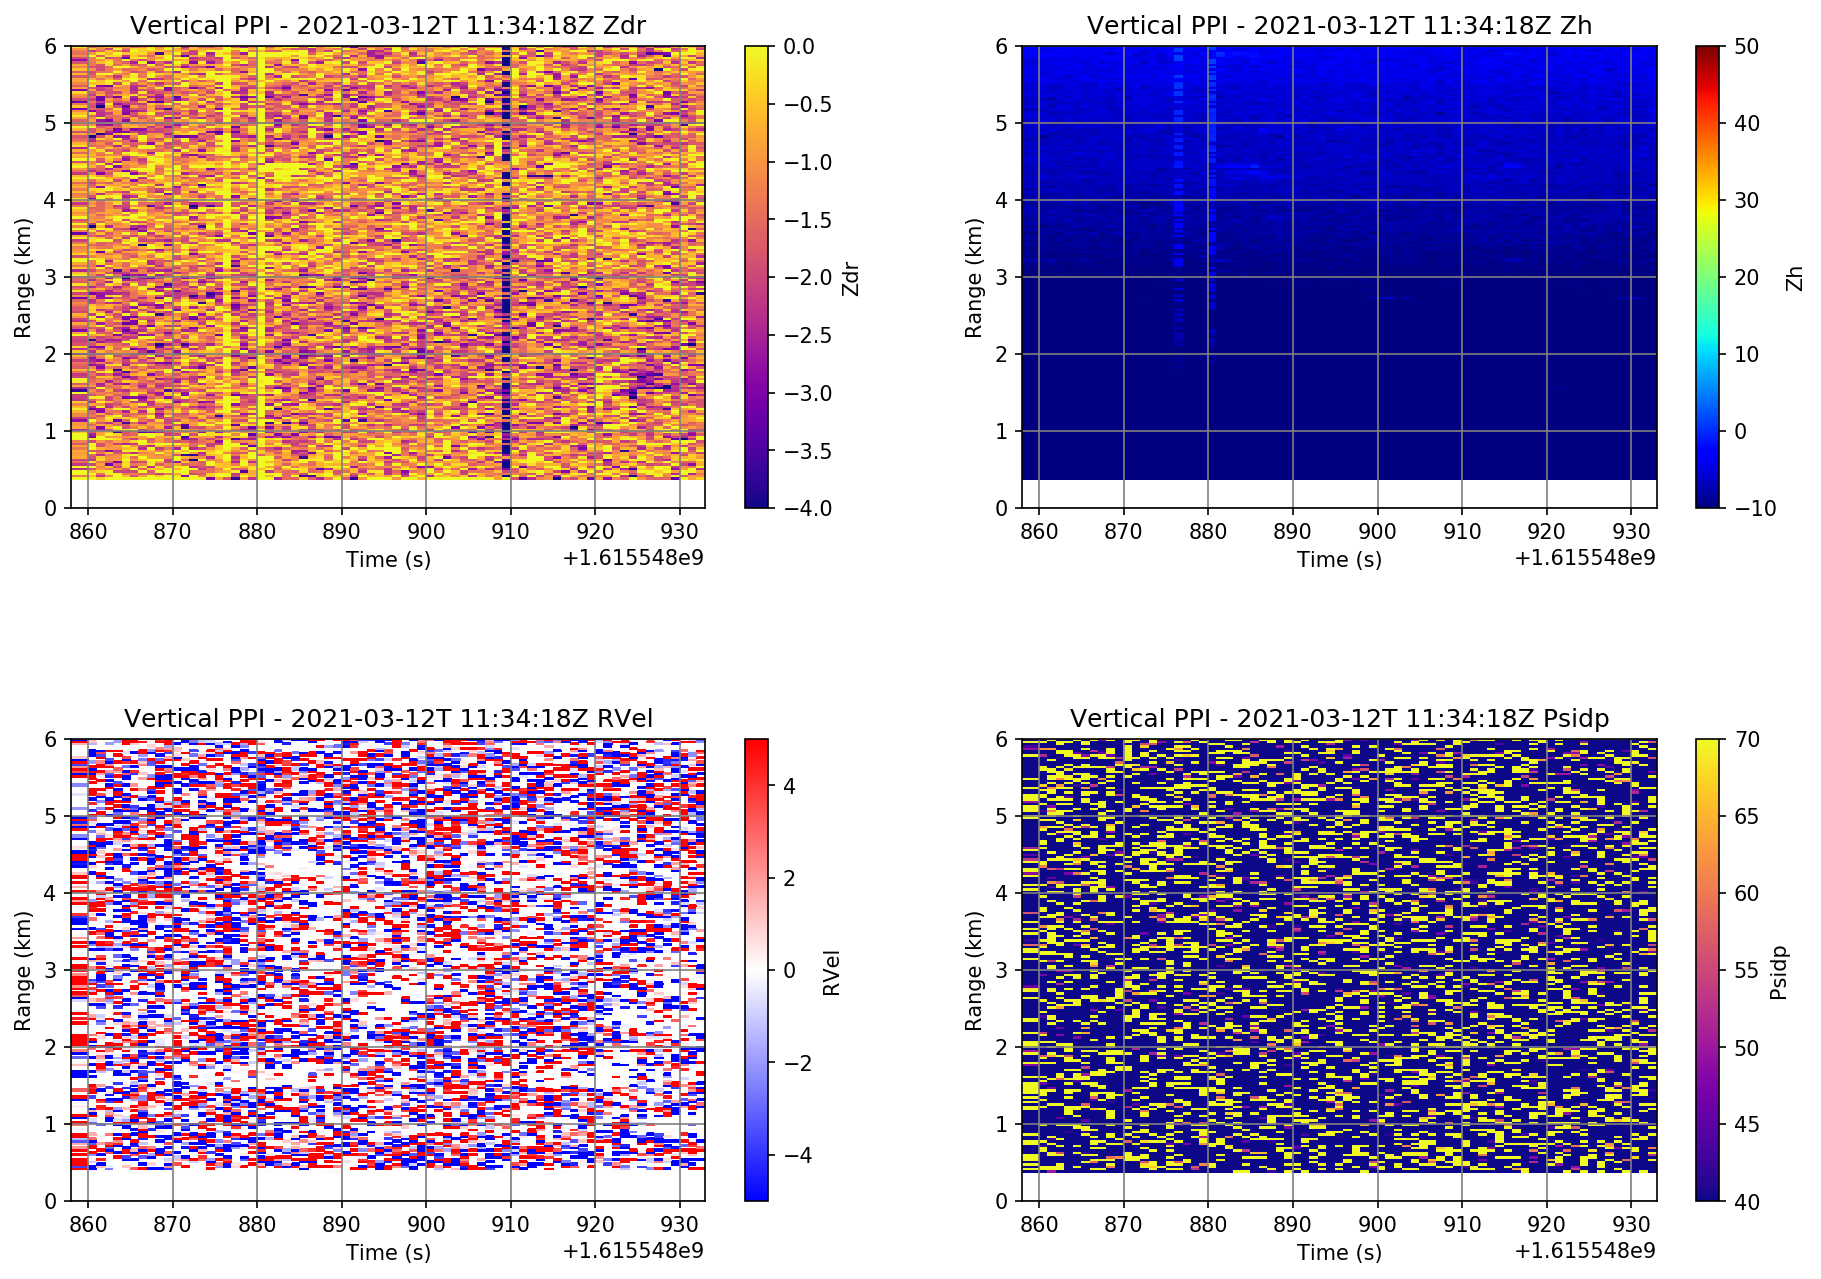 Vertical PPI - 2021-03-12T 11:34:18Z Zdr
6
5
4
3
2
1
0
Range (km)
860 870 880 890 900 910 920 930
Time (s)
+1.615548e9
0.0
−0.5
−1.0
−1.5
−2.0
−2.5
−3.0
−3.5
−4.0
Zdr
Vertical PPI - 2021-03-12T 11:34:18Z Zh
6
5
4
3
2
1
0
Range (km)
860 870 880 890 900 910 920 930
Time (s)
+1.615548e9
50
40
30
20
10
0
−10
Zh
Vertical PPI - 2021-03-12T 11:34:18Z RVel
6
5
4
3
2
1
0
Range (km)
860 870 880 890 900 910 920 930
Time (s)
+1.615548e9
4
2
0
−2
−4
RVel
Vertical PPI - 2021-03-12T 11:34:18Z Psidp
6
5
4
3
2
1
0
Range (km)
860 870 880 890 900 910 920 930
Time (s)
+1.615548e9
70
65
60
55
50
45
40
Psidp